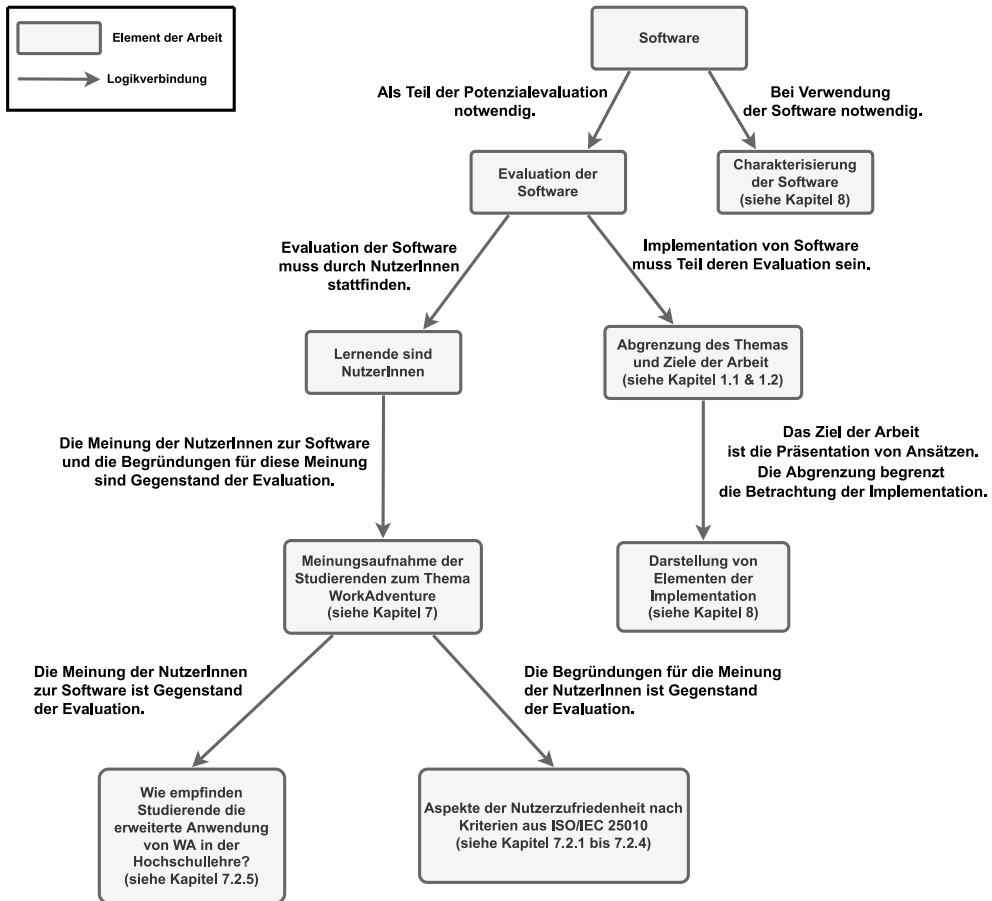 Element der Arbeit
Logikverbindung
Software
Als Teil der Potenzialevaluation
notwendig.
Bei Verwendung
der Software notwendig.
Evaluation der
Software
Charakterisierung
der Software
(siehe Kapitel 8)
Evaluation der Software
muss durch NutzerInnen
stattfinden.
Implementation von Software
muss Teil deren Evaluation sein.
Lernende sind
NutzerInnen
Abgrenzung des Themas
und Ziele der Arbeit
(siehe Kapitel 1.1 & 1.2)
Die Meinung der NutzerInnen zur Software
und die Begründungen für diese Meinung
sind Gegenstand der Evaluation.
Das Ziel der Arbeit
ist die Präsentation von Ansätzen.
Die Abgrenzung begrenzt
die Betrachtung der Implementation.
Meinungsaufnahme der
Studierenden zum Thema
WorkAdventure
(siehe Kapitel 7)
Darstellung von
Elementen der
Implementation
(siehe Kapitel 8)
Die Meinung der NutzerInnen
zur Software ist Gegenstand
der Evaluation.
Die Begründungen für die Meinung
der NutzerInnen ist Gegenstand
der Evaluation.
Wie empfinden
Studierende die
erweiterte Anwendung
von WA in der
Hochschullehre?
(siehe Kapitel 7.2.5)
Aspekte der Nutzerzufriedenheit nach
Kriterien aus ISO/IEC 25010
(siehe Kapitel 7.2.1 bis 7.2.4)